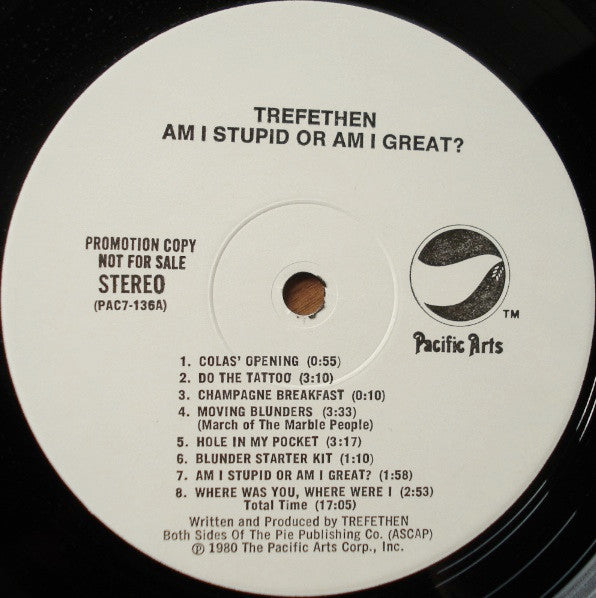 TREFETHEN
AM I STUPID OR AM I GREAT?
PROMOTION COPY
NOT FOR SALE
STEREO
(PAC7-136A)
TM
Pacific Arts
1. COLAS' OPENING (0:55)
2. DO THE TATTOO (3:10)
3. CHAMPAGNE BREAKFAST (0:10)
4. MOVING BLUNDERS (3:33)
(March of The Marble People)
5. HOLE IN MY POCKET (3:17)
6. BLUNDER STARTER KIT (1:10)
7. AM I STUPID OR AM I GREAT? (1:58)
8. WHERE WAS YOU, WHERE WERE I (2:53)
Total Time (17:05)
Written and Produced by TREFETHEN
Both Sides Of The Pie Publishing Co. (ASCAP)
℗ 1980 The Pacific Arts Corp., Inc.